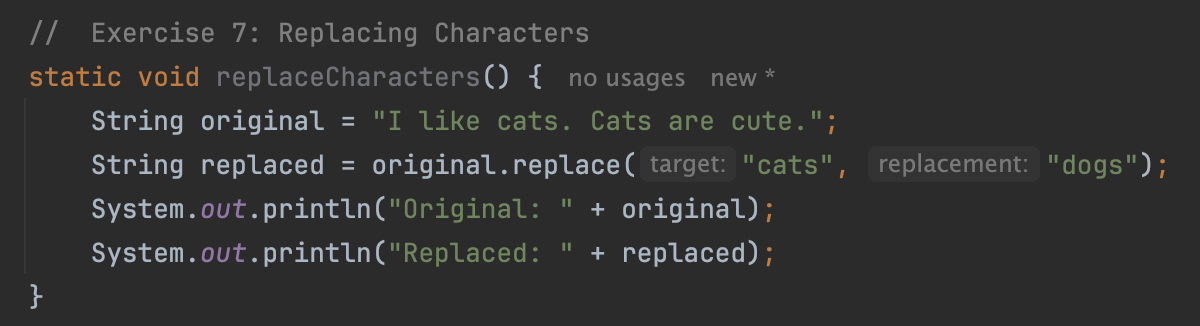 //  Exercise 7: Replacing Characters
static void replaceCharacters() {  no usages  new *
    String original = "I like cats. Cats are cute.";
    String replaced = original.replace( target: "cats",  replacement: "dogs");
    System.out.println("Original: " + original);
    System.out.println("Replaced: " + replaced);
}